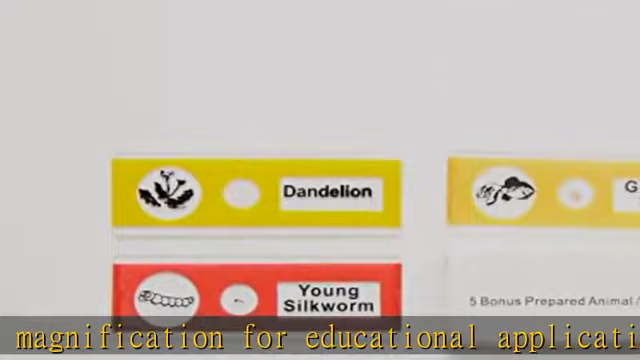 Dandelion
G
Young
Silkworm
5 Bonus Prepared Animal /
magnification for educational applicati